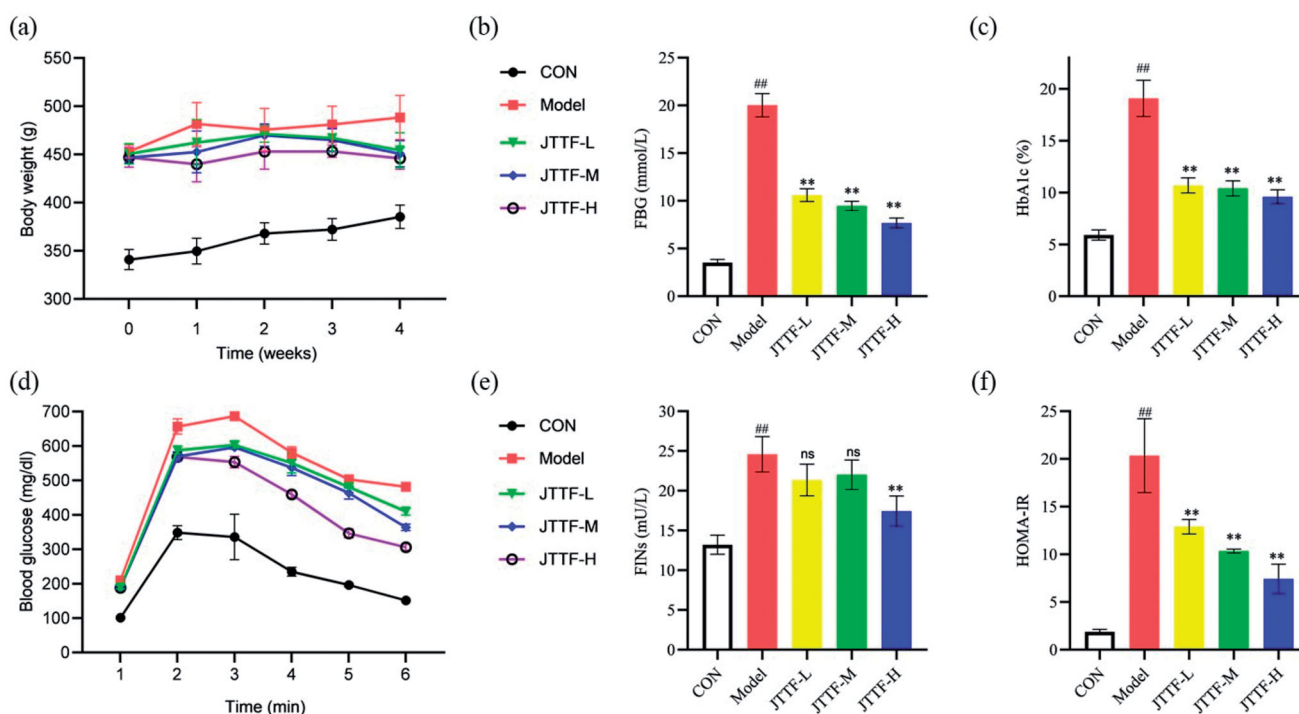 (a)
550
500
450
400
350
300
Body weight (g)
0 1 2 3 4
Time (weeks)
CON
Model
JTTF-L
JTTF-M
JTTF-H
(b)
25
20
15
10
5
0
FBG (mmol/L)
##
**
**
**
CON Model JTTF-L JTTF-M JTTF-H
(c)
20
15
10
5
0
HbA1c (%)
##
**
**
**
CON Model JTTF-L JTTF-M JTTF-H
(d)
700
600
500
400
300
200
100
0
Blood glucose (mg/dl)
1 2 3 4 5 6
Time (min)
CON
Model
JTTF-L
JTTF-M
JTTF-H
(e)
30
25
20
15
10
5
0
FINs (mU/L)
##
ns
ns
**
CON Model JTTF-L JTTF-M JTTF-H
(f)
25
20
15
10
5
0
HOMA-IR
##
**
**
**
CON Model JTTF-L JTTF-M JTTF-H